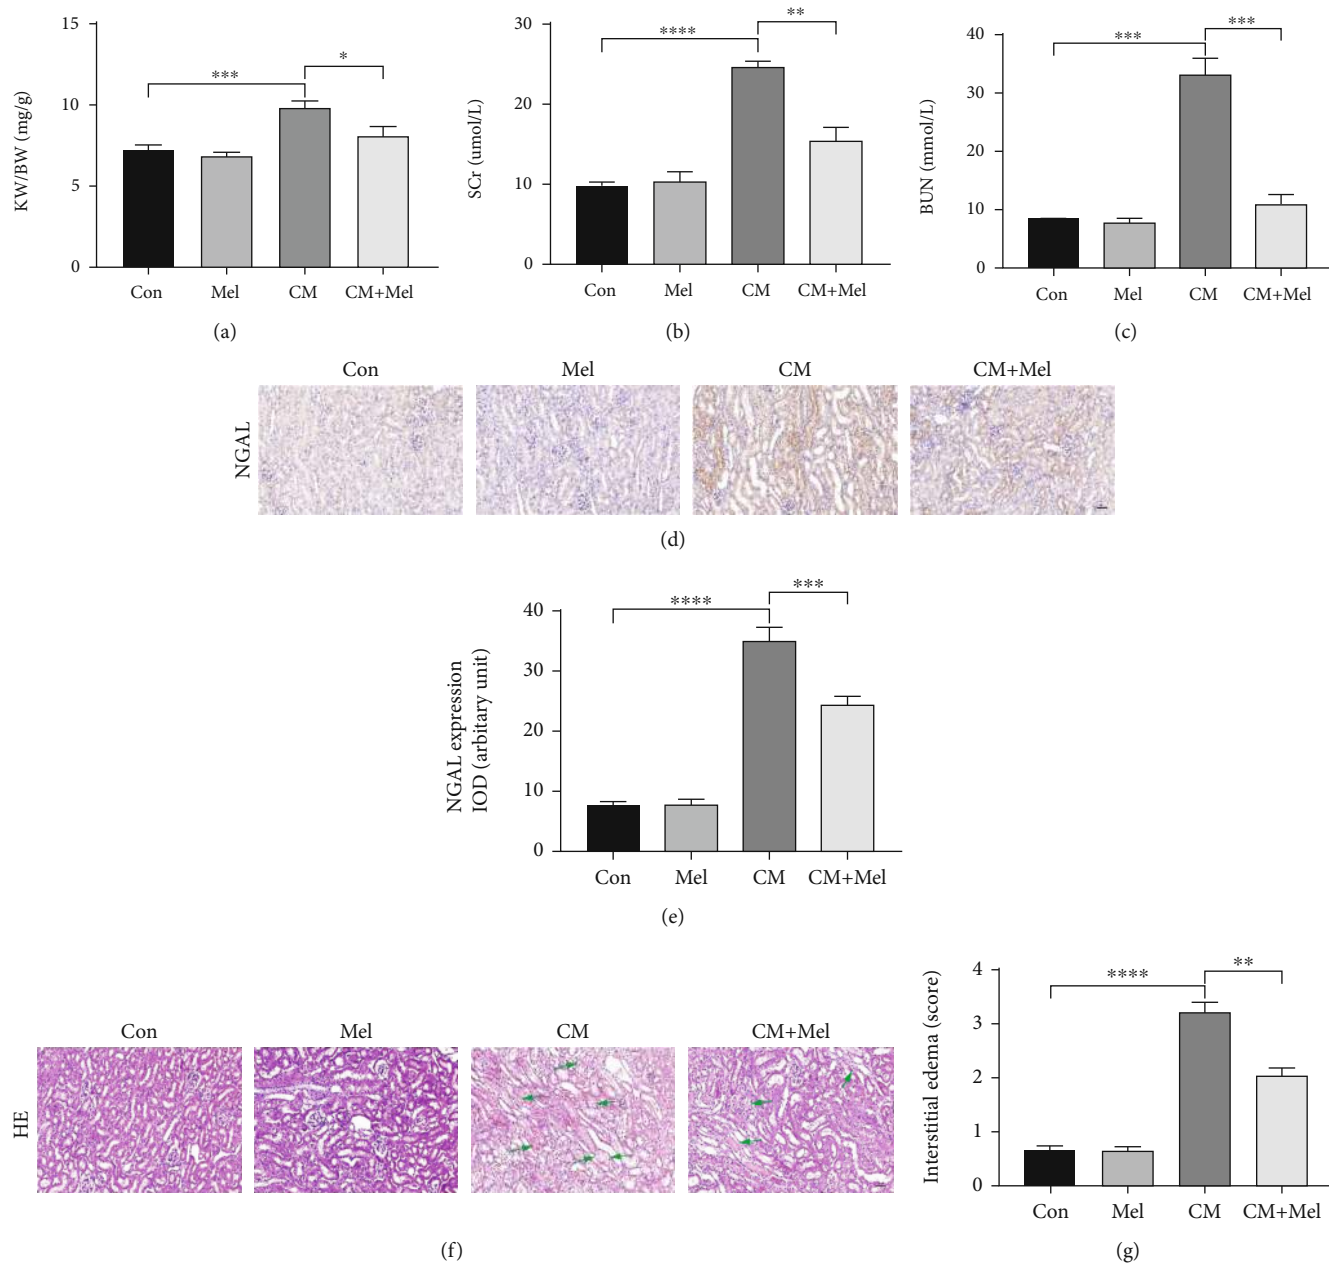 KW/BW (mg/g)
15
10
5
0
***
*
Con Mel CM CM+Mel
(a)
SCr (umol/L)
30
20
10
0
****
**
Con Mel CM CM+Mel
(b)
BUN (mmol/L)
40
30
20
10
0
***
***
Con Mel CM CM+Mel
(c)
Con Mel CM CM+Mel
NGAL
(d)
NGAL expression
IOD (arbitary unit)
40
30
20
10
0
****
***
Con Mel CM CM+Mel
(e)
Con Mel CM CM+Mel
HE
(f)
Interstitial edema (score)
4
3
2
1
0
****
**
Con Mel CM CM+Mel
(g)